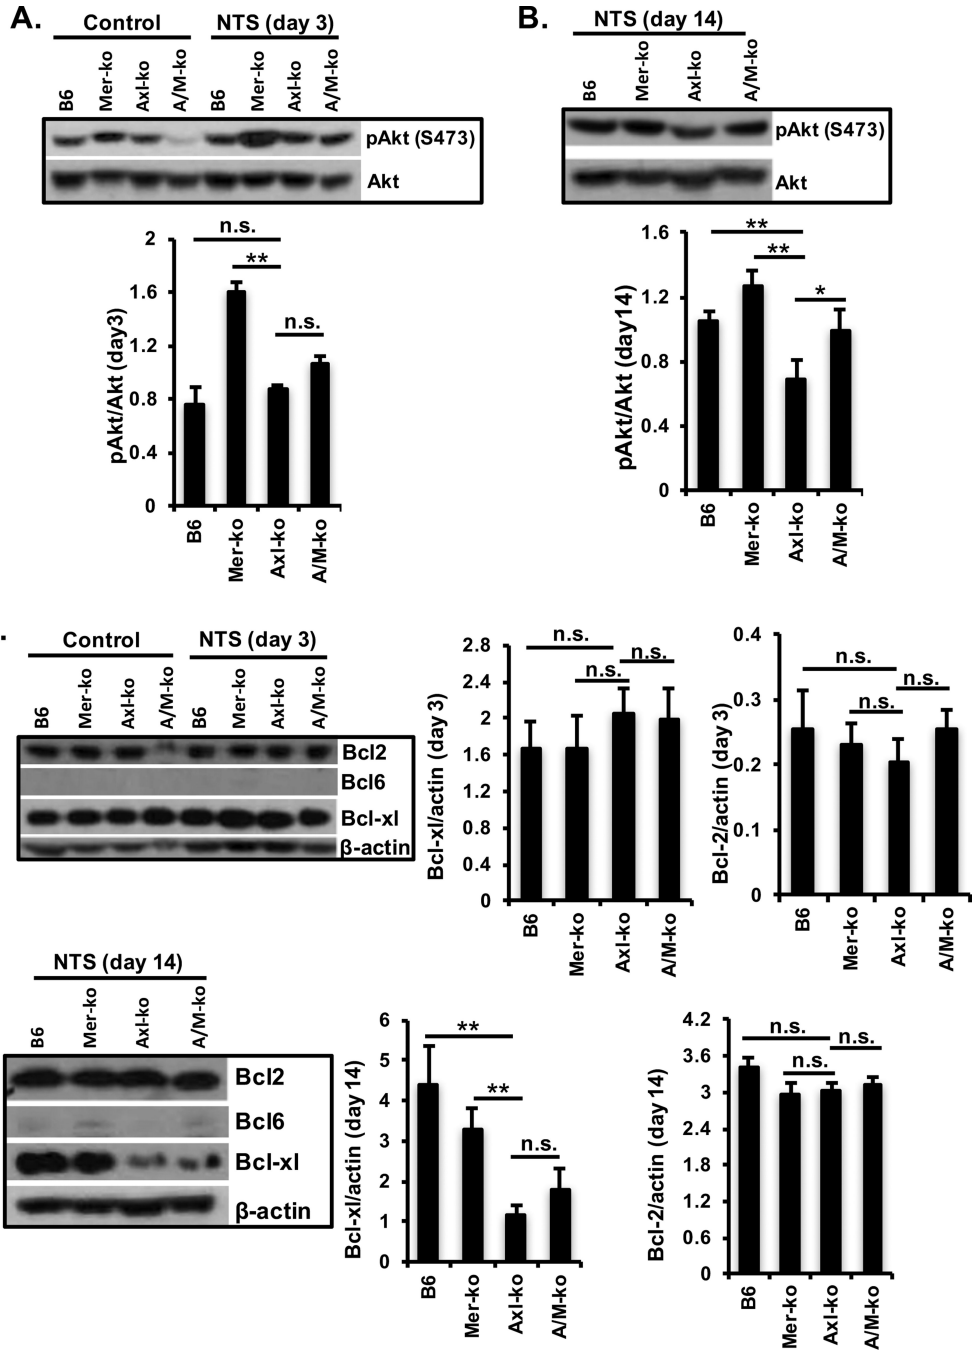 A.
Control NTS (day 3)
B6 Mer-ko Axl-ko A/M-ko B6 Mer-ko Axl-ko A/M-ko
pAkt (S473)
Akt
2
1.6
1.2
0.8
0.4
0
pAkt/Akt (day3)
n.s.
**
n.s.
B6 Mer-ko Axl-ko A/M-ko
B.
NTS (day 14)
B6 Mer-ko Axl-ko A/M-ko
pAkt (S473)
Akt
1.6
1.2
0.8
0.4
0
pAkt/Akt (day14)
**
**
*
B6 Mer-ko Axl-ko A/M-ko
.
Control NTS (day 3)
B6 Mer-ko Axl-ko A/M-ko B6 Mer-ko Axl-ko A/M-ko
Bcl2
Bcl6
Bcl-xl
β-actin
2.8
2.4
2
1.6
1.2
0.8
0.4
0
Bcl-xl/actin (day 3)
n.s.
n.s.
n.s.
B6 Mer-ko Axl-ko A/M-ko
0.4
0.3
0.2
0.1
0
Bcl-2/actin (day 3)
n.s.
n.s.
n.s.
B6 Mer-ko Axl-ko A/M-ko
NTS (day 14)
B6 Mer-ko Axl-ko A/M-ko
Bcl2
Bcl6
Bcl-xl
β-actin
6
5
4
3
2
1
0
Bcl-xl/actin (day 14)
**
**
n.s.
B6 Mer-ko Axl-ko A/M-ko
4.2
3.6
3
2.4
1.8
1.2
0.6
0
Bcl-2/actin (day 14)
n.s.
n.s.
n.s.
B6 Mer-ko Axl-ko A/M-ko